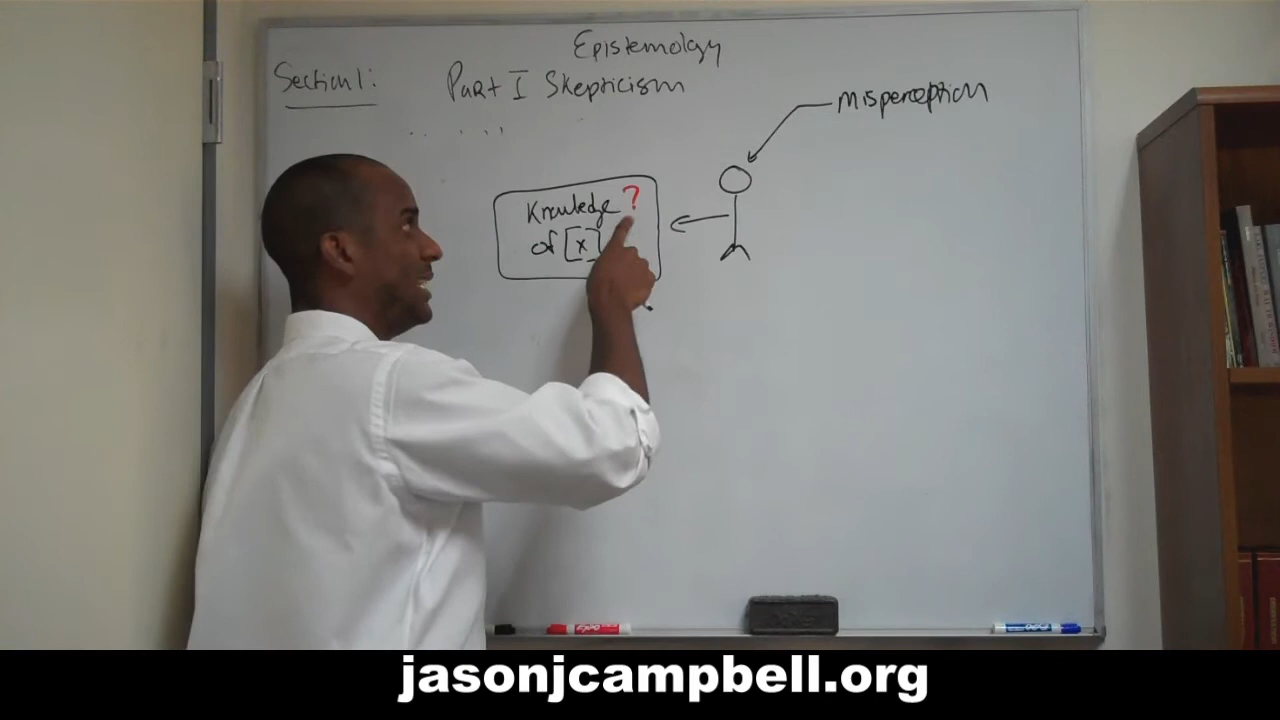 Epistemology
Section 1:
Part I Skepticism
misperception
Knowledge ?
of [x]
jasonjcampbell.org